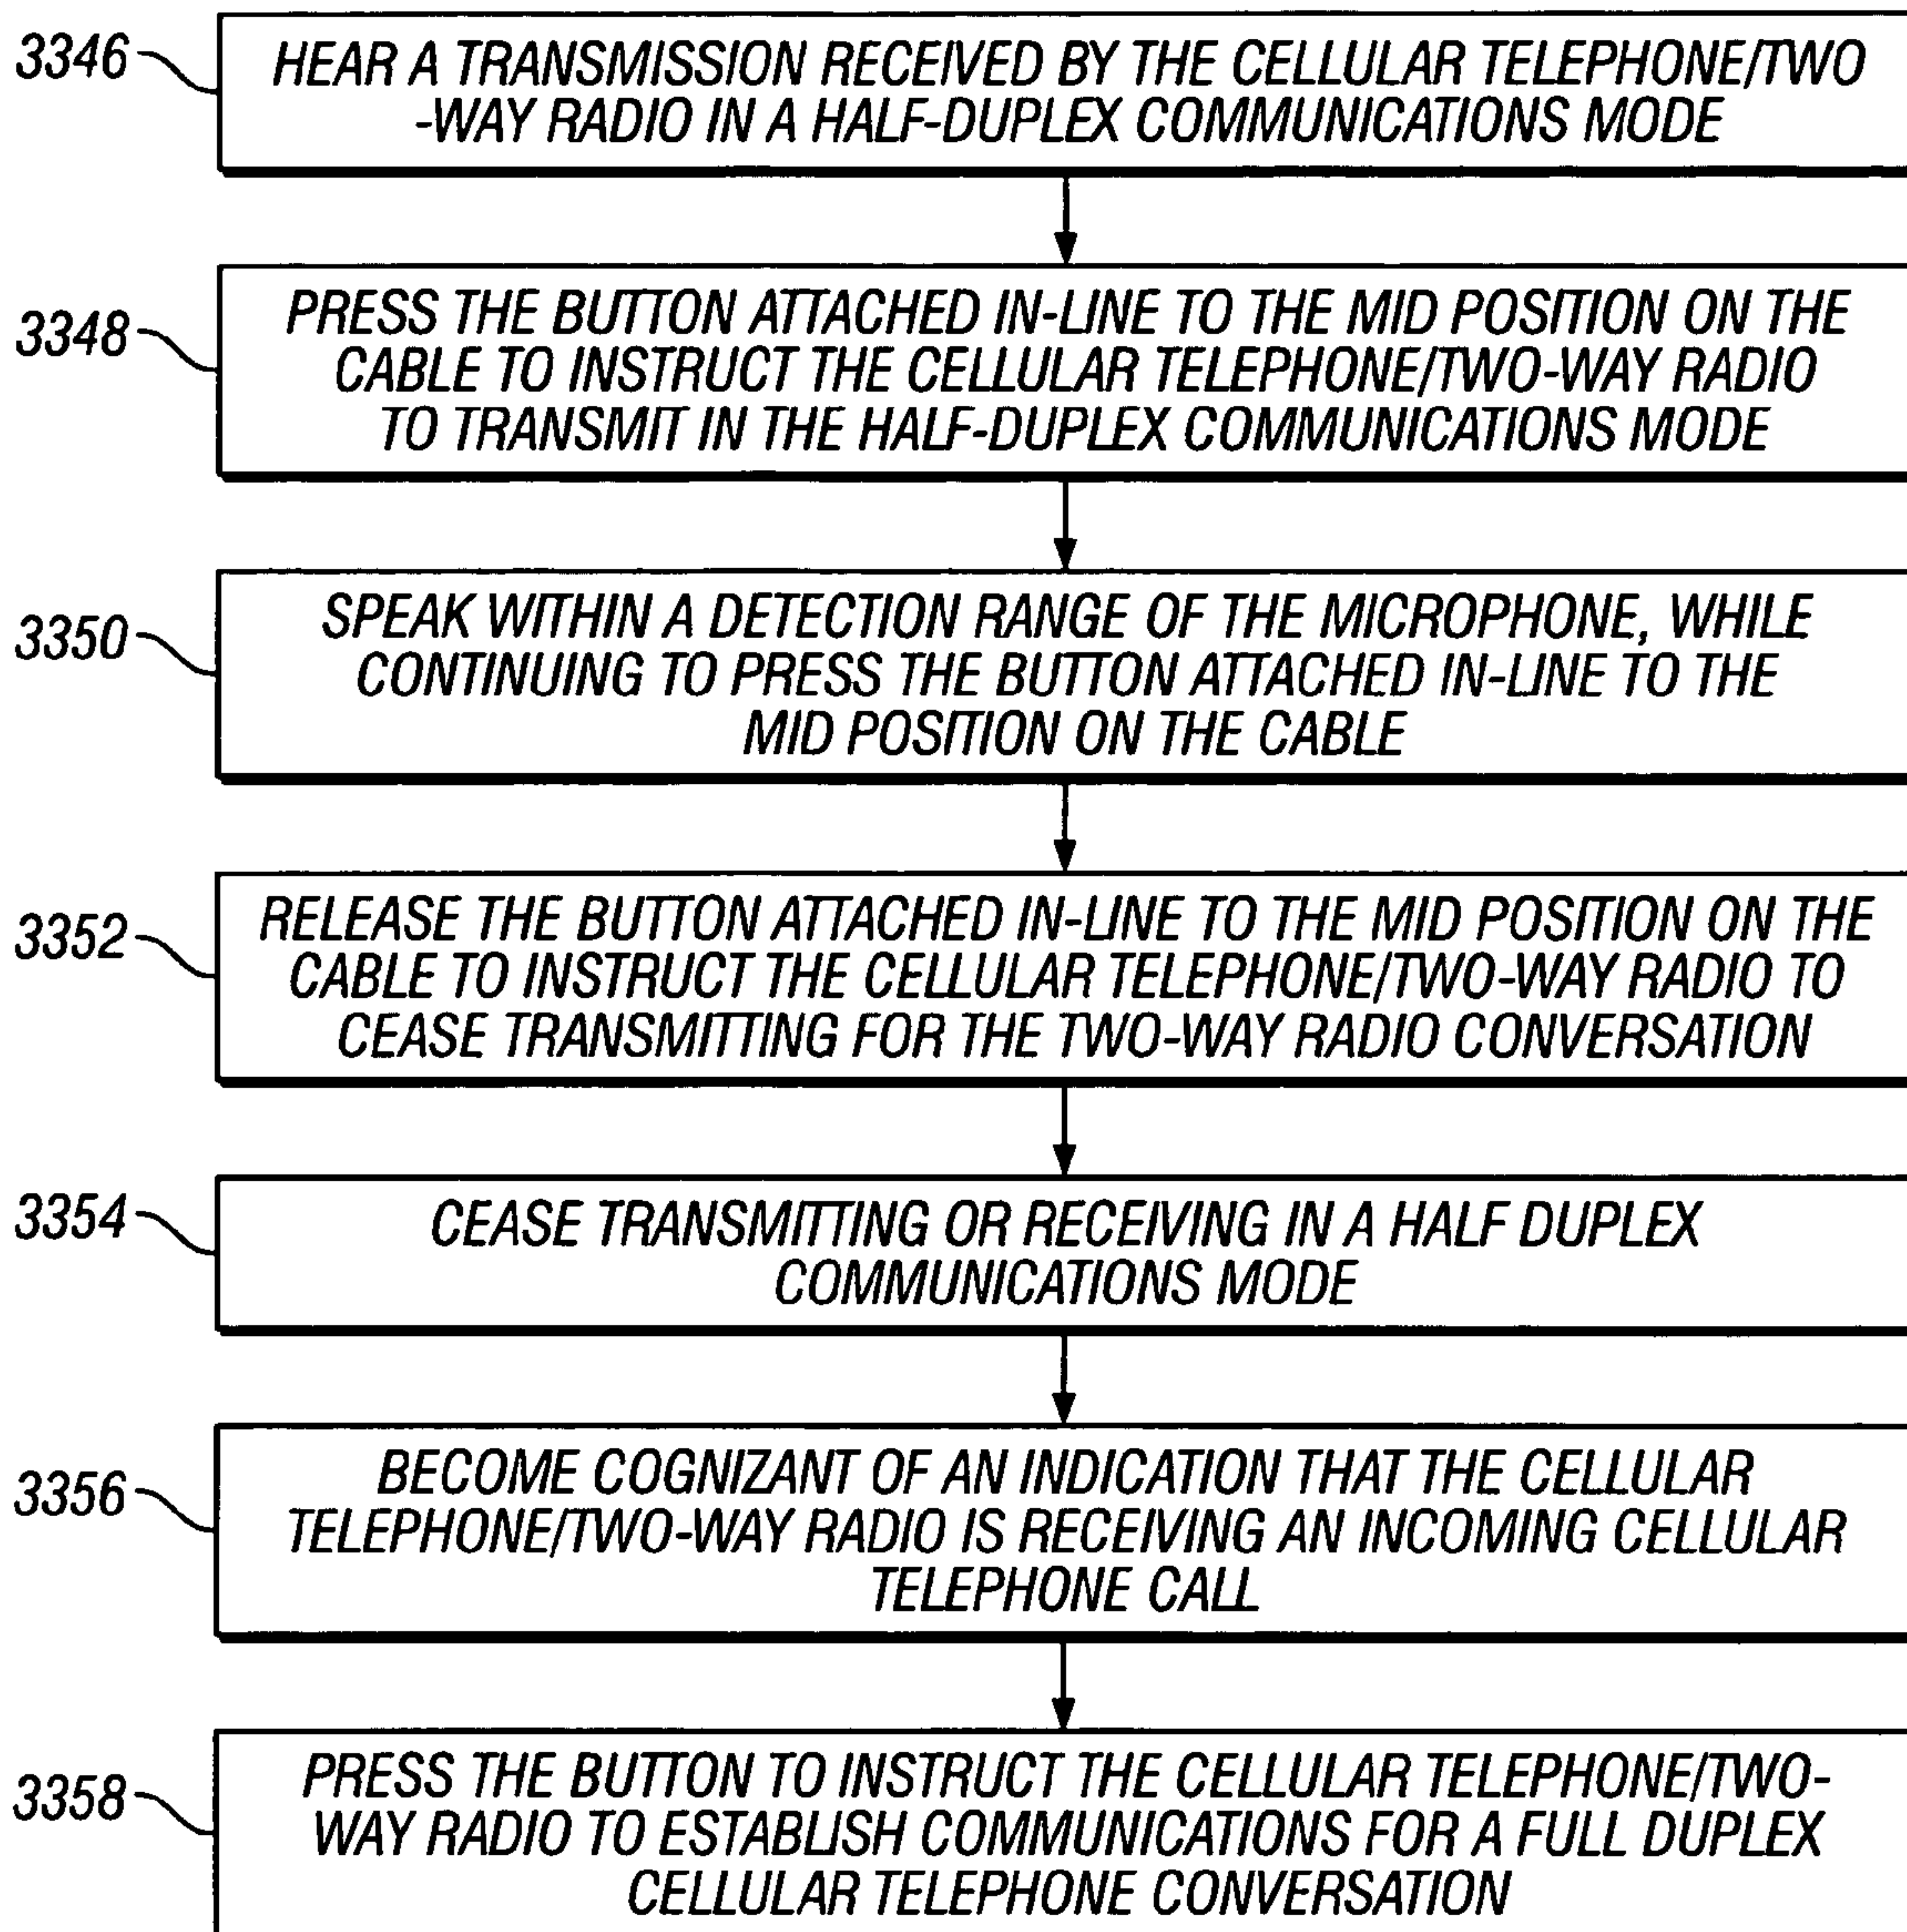 3346
HEAR A TRANSMISSION RECEIVED BY THE CELLULAR TELEPHONE/TWO
-WAY RADIO IN A HALF-DUPLEX COMMUNICATIONS MODE
3348
PRESS THE BUTTON ATTACHED IN-LINE TO THE MID POSITION ON THE
CABLE TO INSTRUCT THE CELLULAR TELEPHONE/TWO-WAY RADIO
TO TRANSMIT IN THE HALF-DUPLEX COMMUNICATIONS MODE
3350
SPEAK WITHIN A DETECTION RANGE OF THE MICROPHONE, WHILE
CONTINUING TO PRESS THE BUTTON ATTACHED IN-LINE TO THE
MID POSITION ON THE CABLE
3352
RELEASE THE BUTTON ATTACHED IN-LINE TO THE MID POSITION ON THE
CABLE TO INSTRUCT THE CELLULAR TELEPHONE/TWO-WAY RADIO TO
CEASE TRANSMITTING FOR THE TWO-WAY RADIO CONVERSATION
3354
CEASE TRANSMITTING OR RECEIVING IN A HALF DUPLEX
COMMUNICATIONS MODE
3356
BECOME COGNIZANT OF AN INDICATION THAT THE CELLULAR
TELEPHONE/TWO-WAY RADIO IS RECEIVING AN INCOMING CELLULAR
TELEPHONE CALL
3358
PRESS THE BUTTON TO INSTRUCT THE CELLULAR TELEPHONE/TWO-
WAY RADIO TO ESTABLISH COMMUNICATIONS FOR A FULL DUPLEX
CELLULAR TELEPHONE CONVERSATION